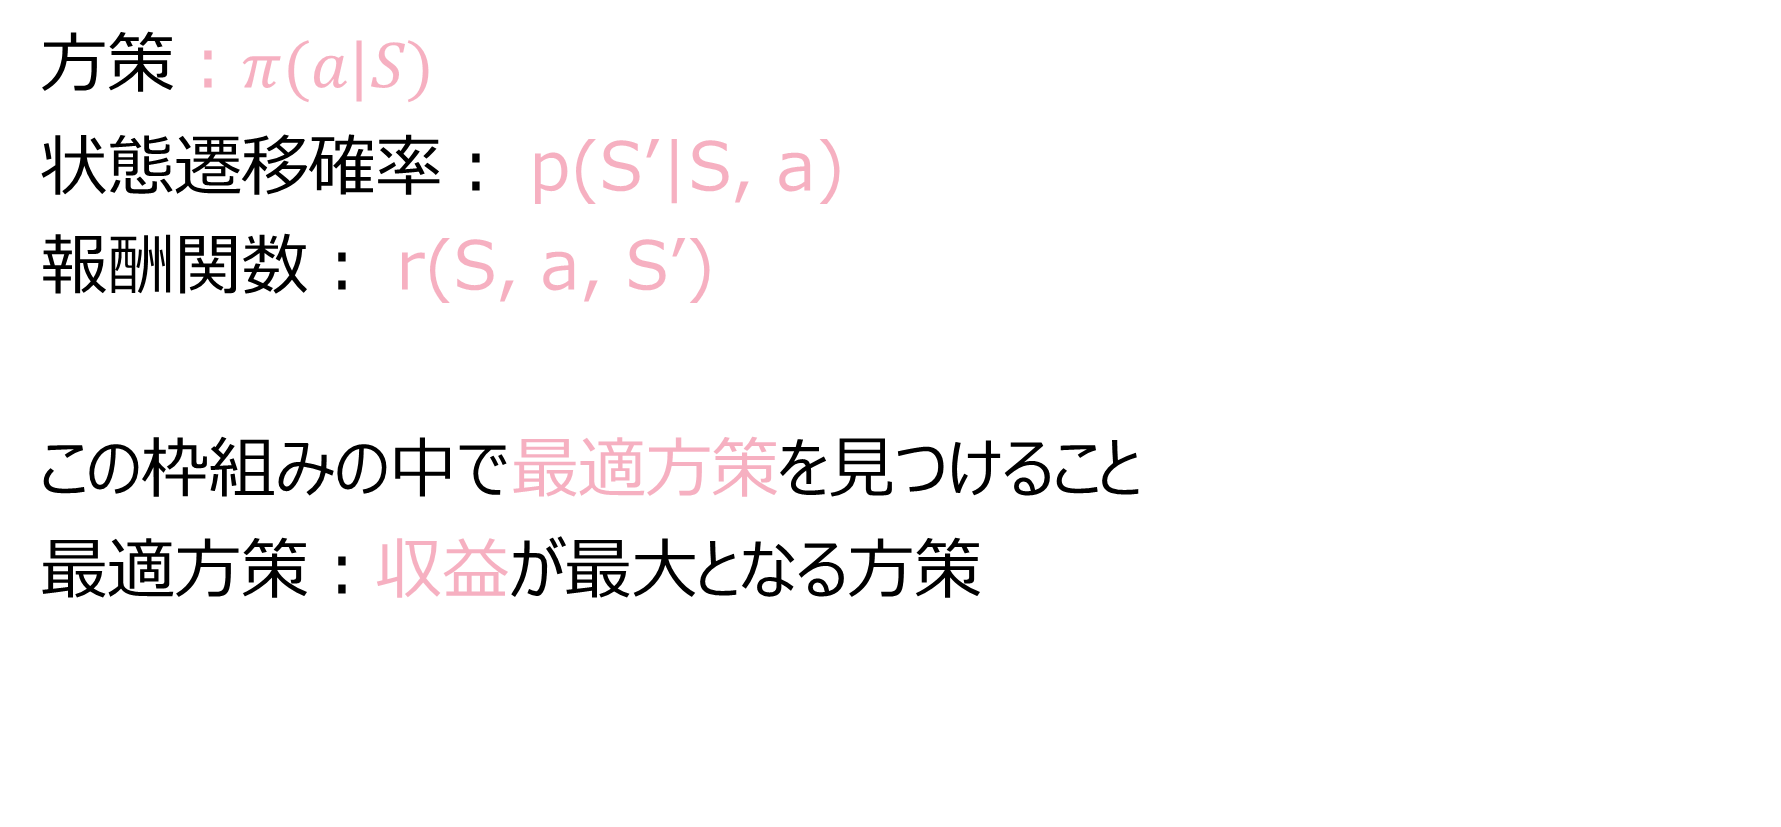 方策：π(a|S)
状態遷移確率： p(S’|S, a)
報酬関数： r(S, a, S’)
この枠組みの中で最適方策を見つけること
最適方策：収益が最大となる方策